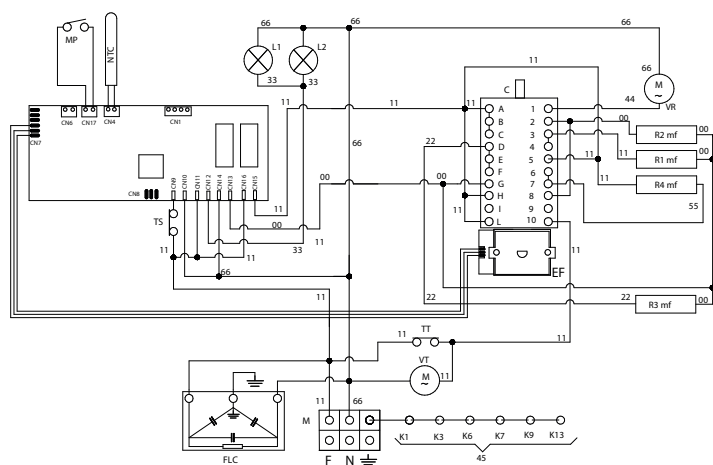 66 66
MP NTC L1 L2 11 66 M ~
33 33 C 44 VR
11 11 11 A 1 00
CN6 CN17 CN4 CN1 B 2 R2 mf
CN7 22 C 3 00
D 4 11 R1 mf
66 E 5
F 6 11 R4 mf
CN8 CN9 CN10 CN11 CN12 CN14 CN13 CN16 CN15 00 G 7
H 8 55
11 I 9
TS 00 11 L 10
11 11 33 11 11
66 EF
11 22 22 R3 mf
11 TT 11
VT
M ~ 11
11 66
M
K1 K3 K6 K7 K9 K13
FLC F N 45